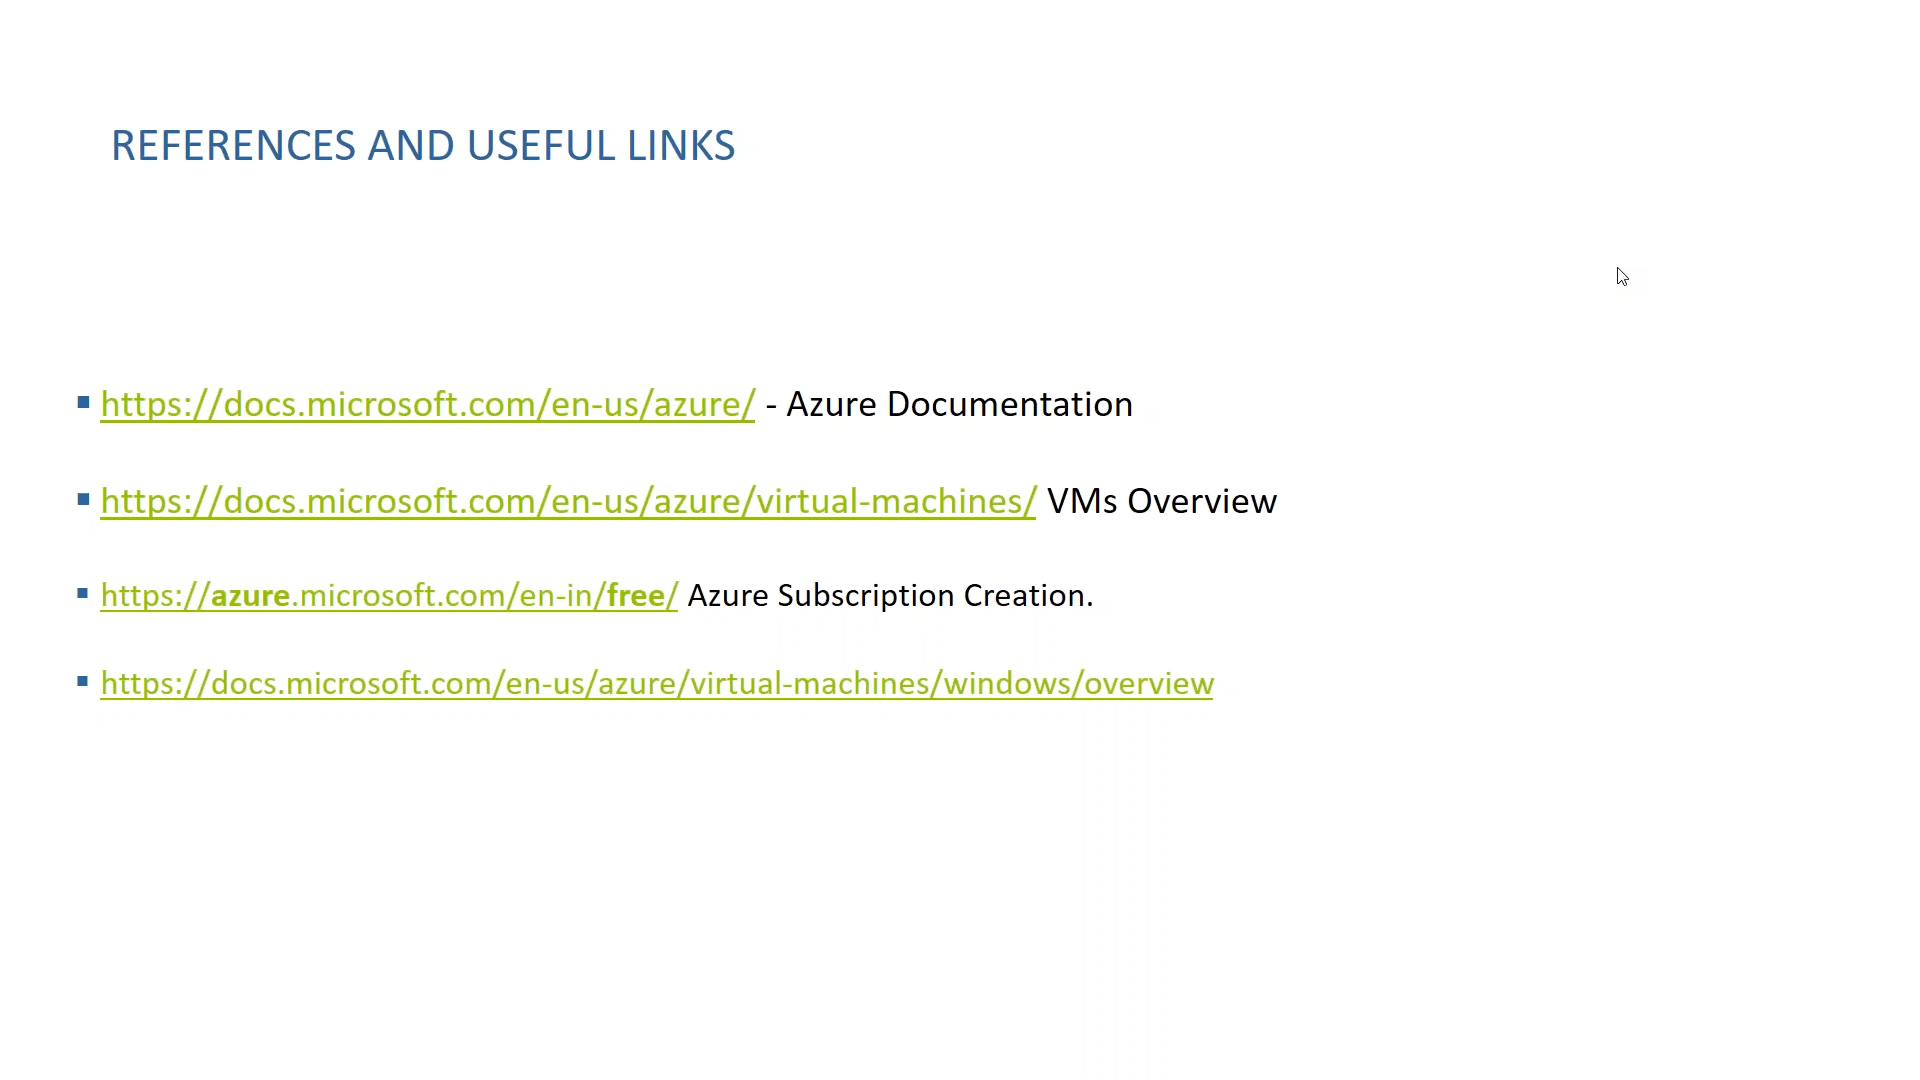 REFERENCES AND USEFUL LINKS
▪ https://docs.microsoft.com/en-us/azure/ - Azure Documentation
▪ https://docs.microsoft.com/en-us/azure/virtual-machines/ VMs Overview
▪ https://azure.microsoft.com/en-in/free/ Azure Subscription Creation.
▪ https://docs.microsoft.com/en-us/azure/virtual-machines/windows/overview